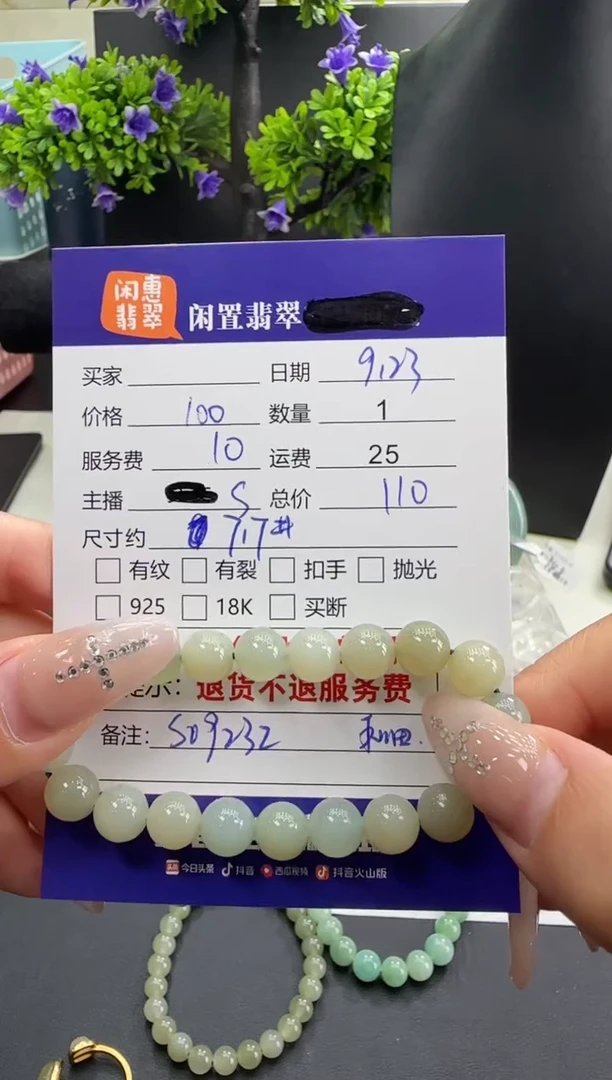 闲惠
翡翠
闲置翡翠
买家 日期 9.23
价格 100 数量 1
服务费 10 运费 25
主播 S 总价 110
尺寸约 7.7#
有纹 有裂 扣手 抛光
925 18K 买断
示：退货不退服务费
备注：S09232
今日头条 抖音 西瓜视频 抖音火山版